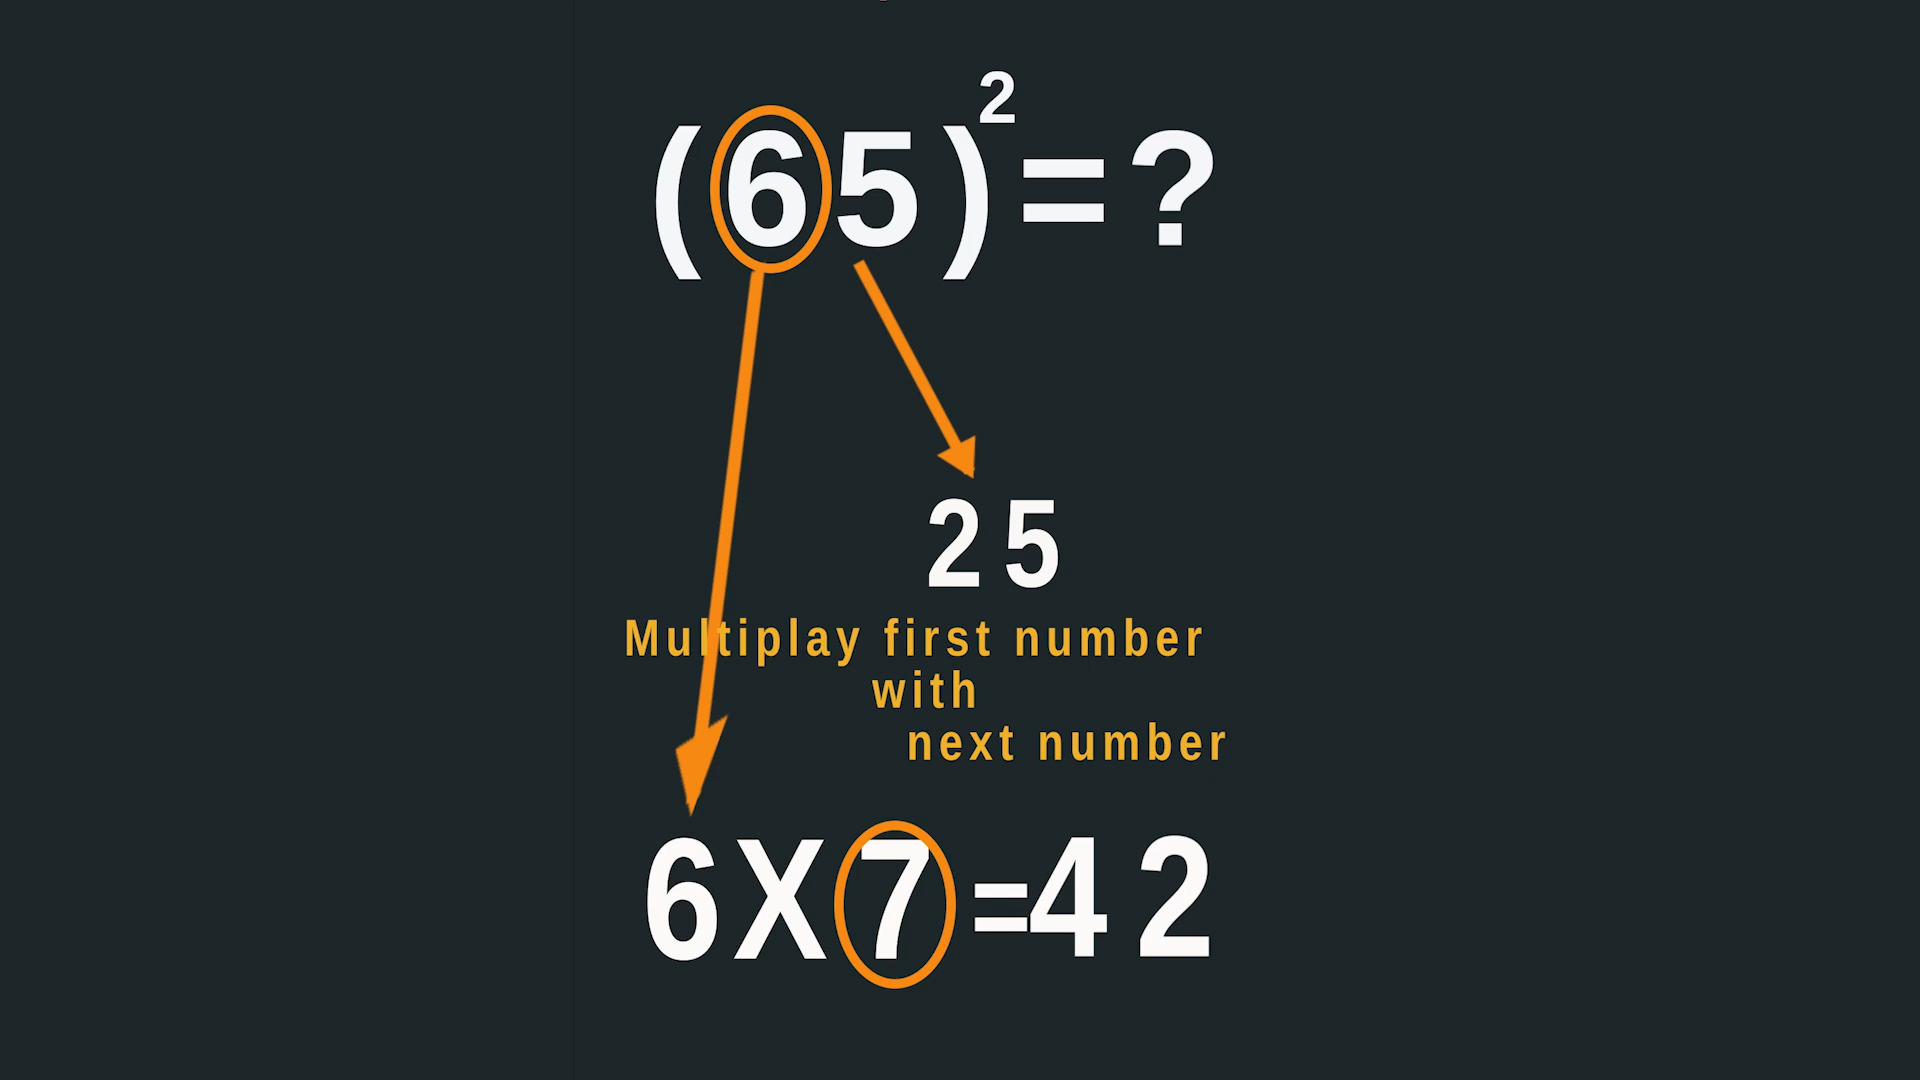 (65)²=?
25
Multiplay first number
with
next number
6X7=42